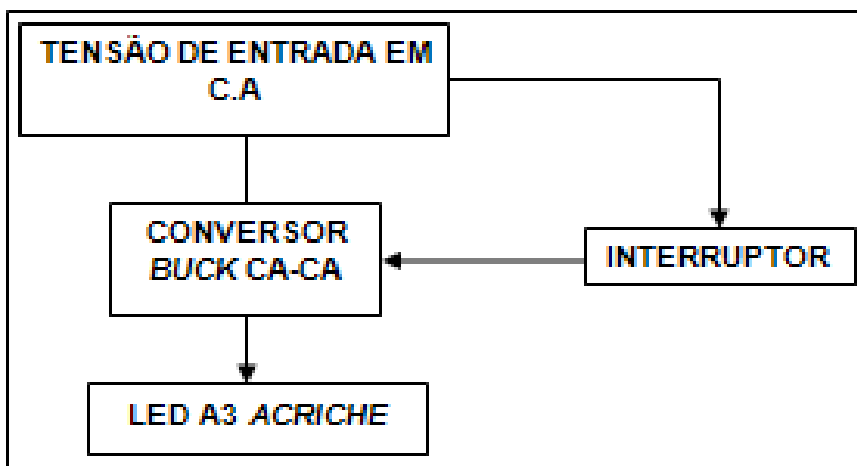 TENSÃO DE ENTRADA EM
C.A
CONVERSOR
BUCK CA-CA
INTERRUPTOR
LED A3 ACRICHE